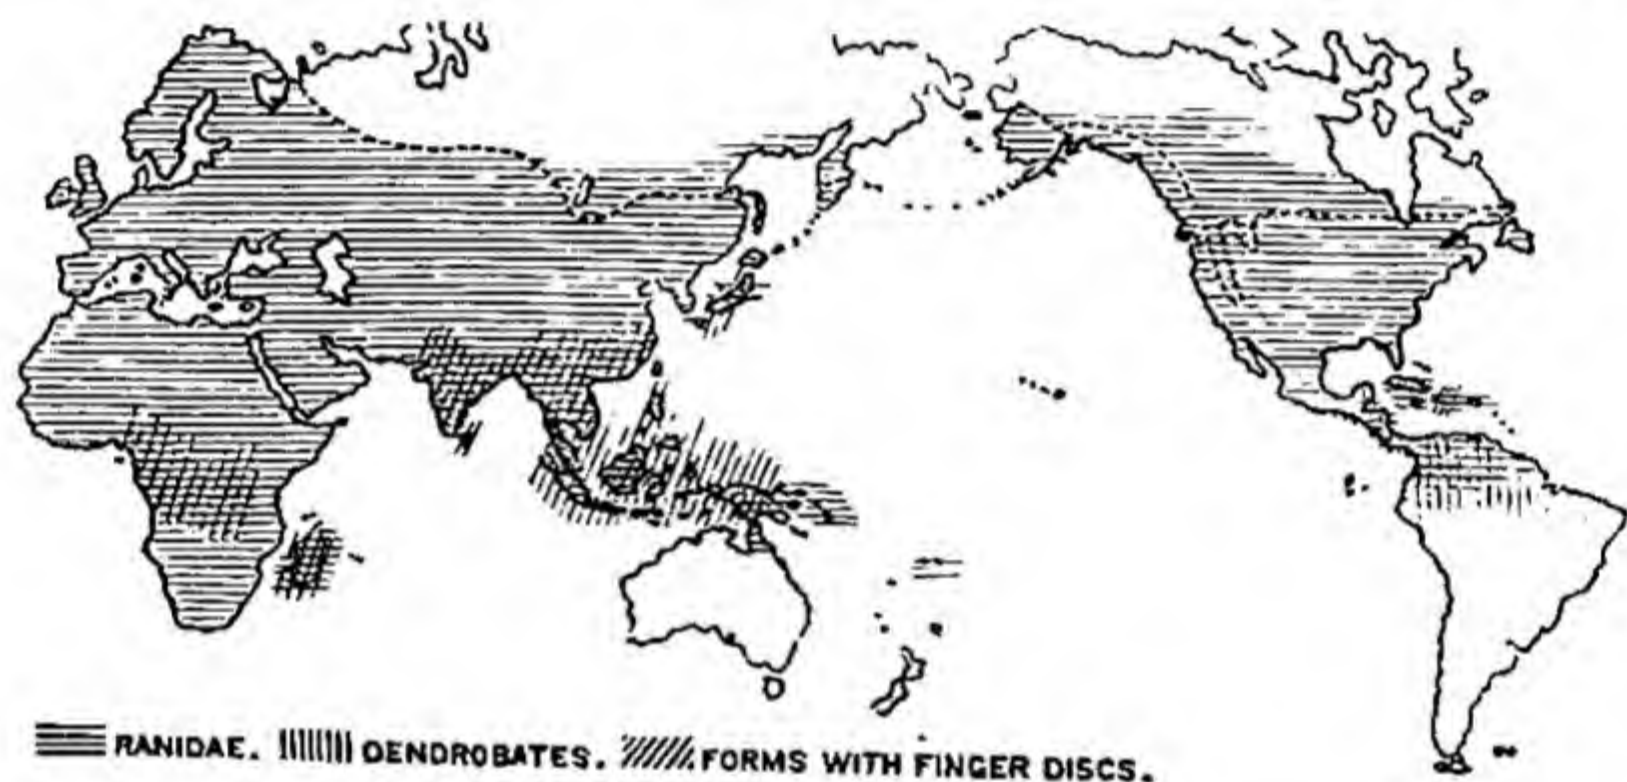 RANIDAE. DENDROBATES. FORMS WITH FINGER DISCS.